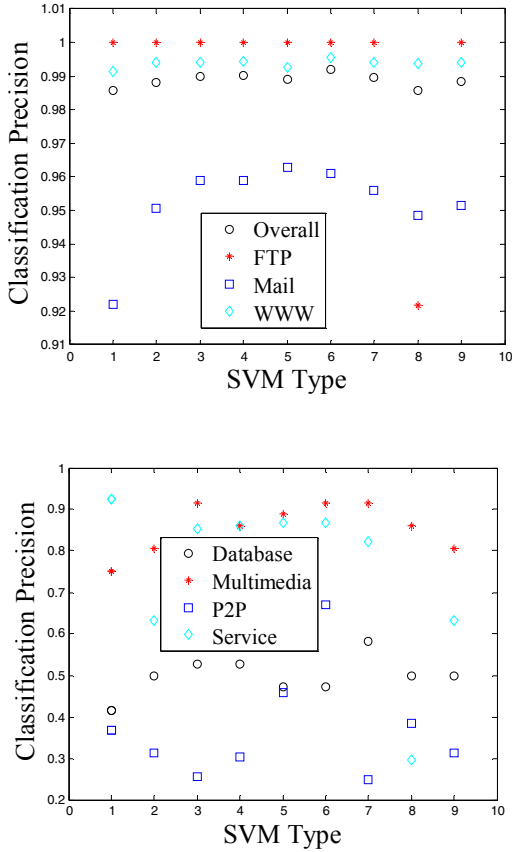 1.01
1
0.99
0.98
0.97
0.96
0.95
0.94
0.93
0.92
0.91
Classification Precision
Overall
FTP
Mail
WWW
0 1 2 3 4 5 6 7 8 9 10
SVM Type
1
0.9
0.8
0.7
0.6
0.5
0.4
0.3
0.2
Classification Precision
Database
Multimedia
P2P
Service
0 1 2 3 4 5 6 7 8 9 10
SVM Type